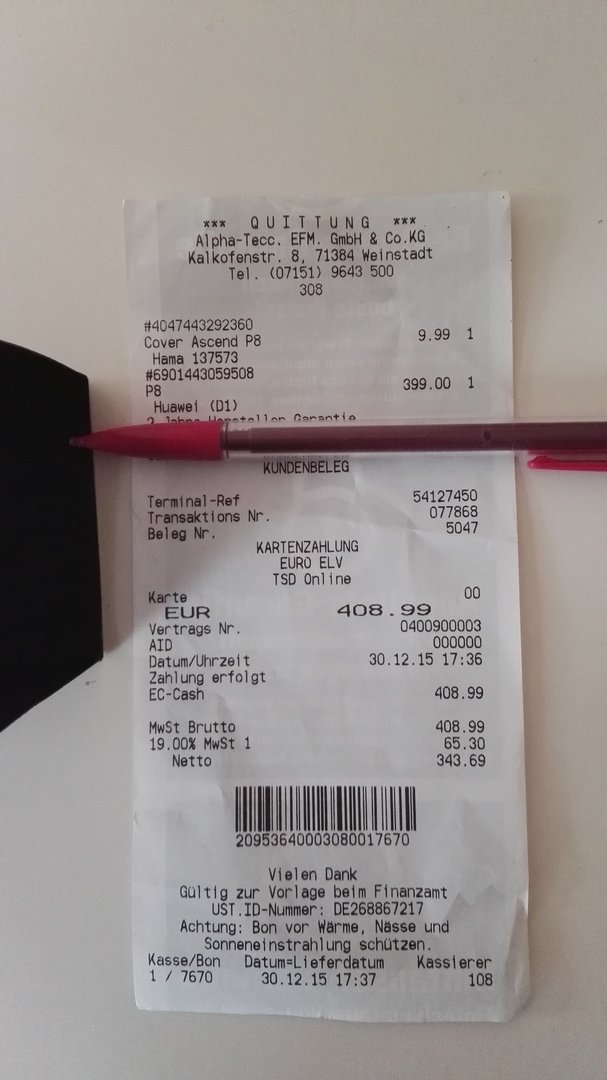 *** Q U I T T U N G ***
Alpha-Tecc. EFM. GmbH & Co.KG
Kalkofenstr. 8, 71384 Weinstadt
Tel. (07151) 9643 500
308
#4047443292360
Cover Ascend P8 9.99 1
Hama 137573
#6901443059508
P8 399.00 1
Huawei (D1)
2 Jahre Hersteller Garantie
KUNDENBELEG
Terminal-Ref 54127450
Transaktions Nr. 077868
Beleg Nr. 5047
KARTENZAHLUNG
EURO ELV
TSD Online
Karte 00
EUR 408.99
Vertrags Nr. 0400900003
AID 000000
Datum/Uhrzeit 30.12.15 17:36
Zahlung erfolgt
EC-Cash 408.99
MwSt Brutto 408.99
19.00% MwSt 1 65.30
Netto 343.69
20953640003080017670
Vielen Dank
Gültig zur Vorlage beim Finanzamt
UST.ID-Nummer: DE268867217
Achtung: Bon vor Wärme, Nässe und
Sonneneinstrahlung schützen.
Kasse/Bon Datum=Lieferdatum Kassierer
1 / 7670 30.12.15 17:37 108